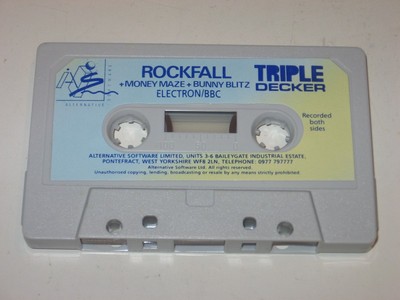 ROCKFALL
+ MONEY MAZE + BUNNY BLITZ
ELECTRON/BBC
TRIPLE
DECKER
ALTERNATIVE
Recorded
both
sides
ALTERNATIVE SOFTWARE LIMITED, UNITS 3-6 BAILEYGATE INDUSTRIAL ESTATE,
PONTEFRACT, WEST YORKSHIRE WF8 2LN, TELEPHONE: 0977 797777
Alternative Software Ltd. All rights reserved.
Unauthorised copying, lending, broadcasting or resale by any means strictly prohibited.